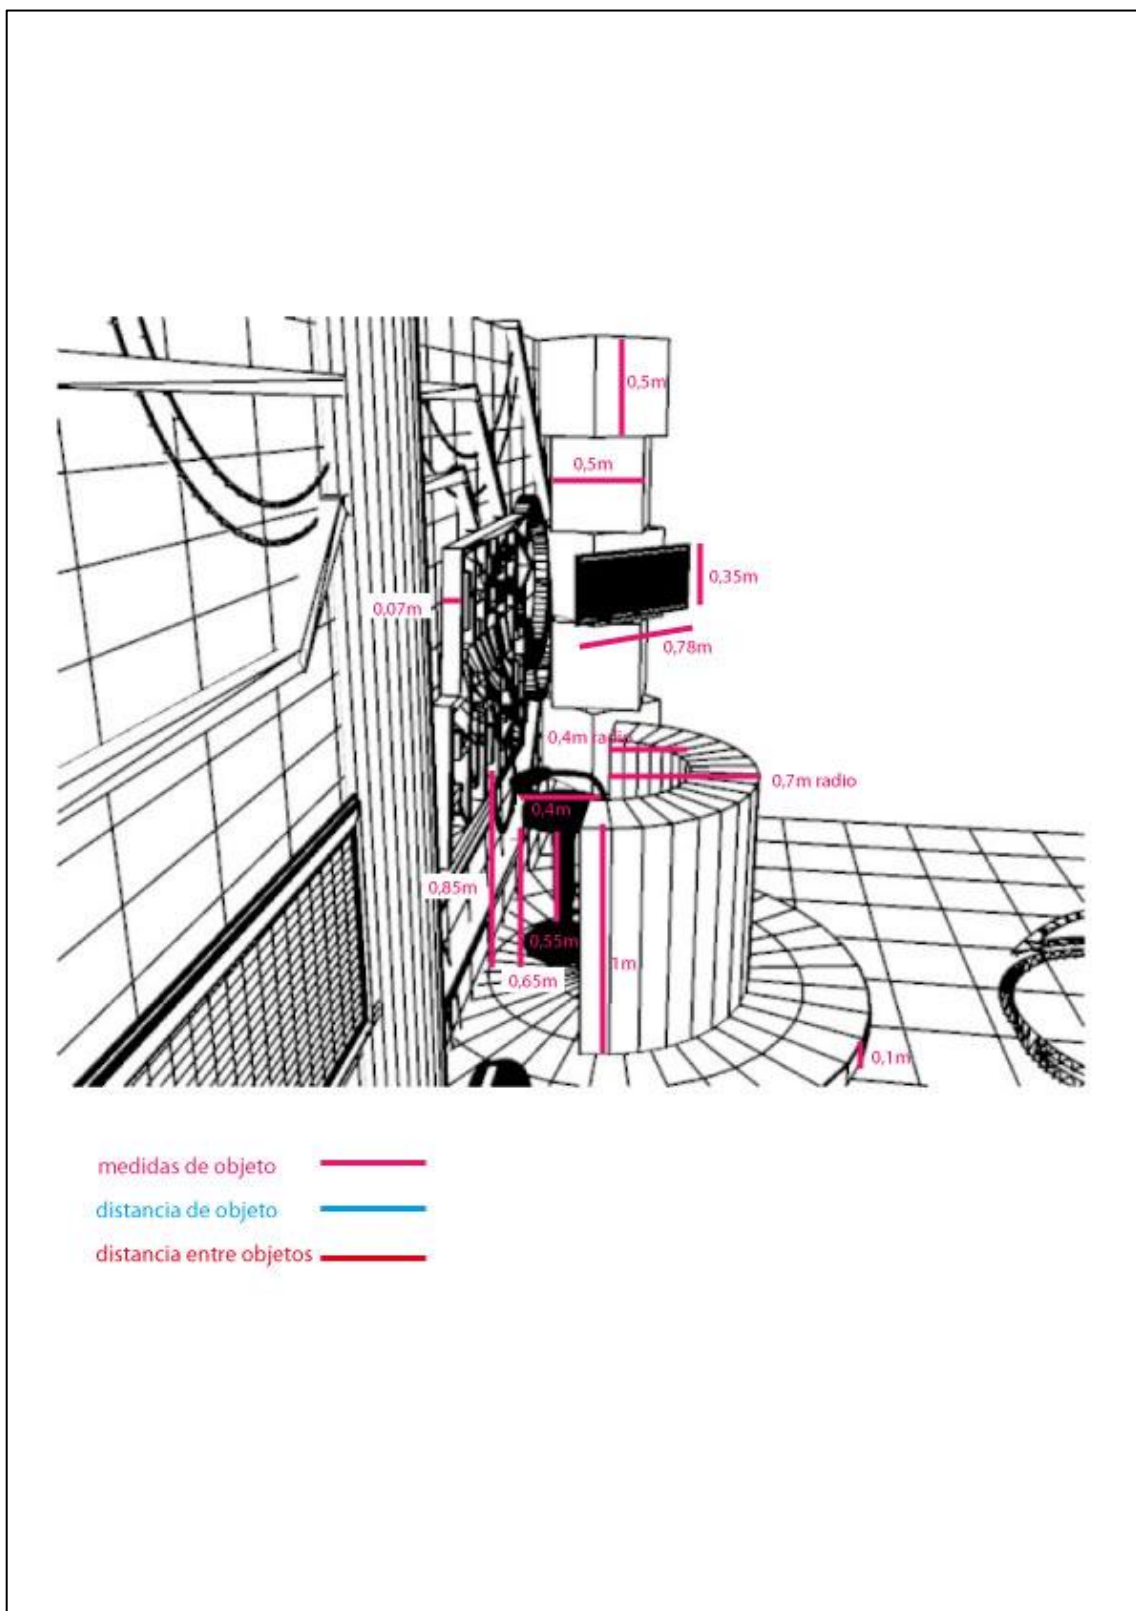 0,5m
0,5m
0,35m
0,07m
0,78m
0,4m radio
0,7m radio
0,4m
0,85m
0,55m
1m
0,65m
0,1m
medidas de objeto
distancia de objeto
distancia entre objetos